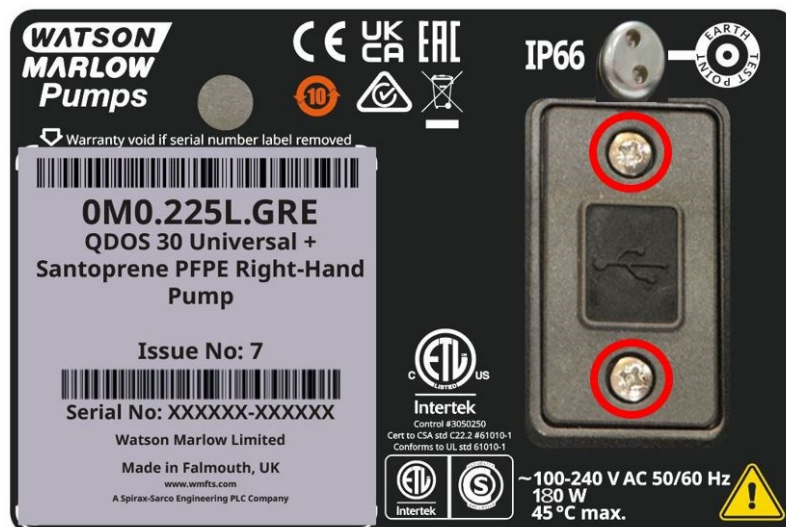 WATSON
MARLOW
Pumps
CE UK CA EAC
10
IP66
EARTH TEST POINT
Warranty void if serial number label removed
0M0.225L.GRE
QDOS 30 Universal +
Santoprene PFPE Right-Hand
Pump
Issue No: 7
Serial No: XXXXXX-XXXXXX
Watson Marlow Limited
Made in Falmouth, UK
www.wmfts.com
A Spirax-Sarco Engineering PLC Company
C ETL US
LISTED
Intertek
Control #3050250
Cert to CSA std C22.2 #61010-1
Conforms to UL std 61010-1
ETL
Intertek
S
~100-240 V AC 50/60 Hz
180 W
45 °C max.